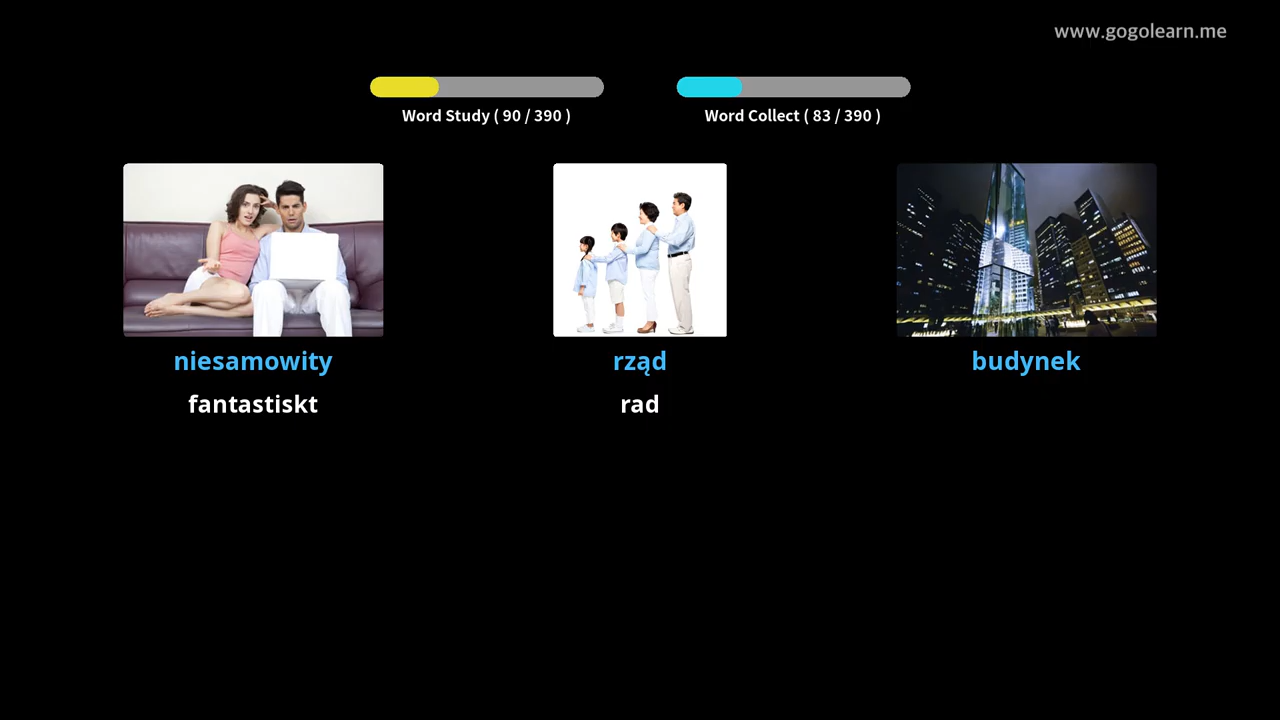 www.gogolearn.me
Word Study ( 90 / 390 )
Word Collect ( 83 / 390 )
niesamowity
rząd
budynek
fantastiskt
rad